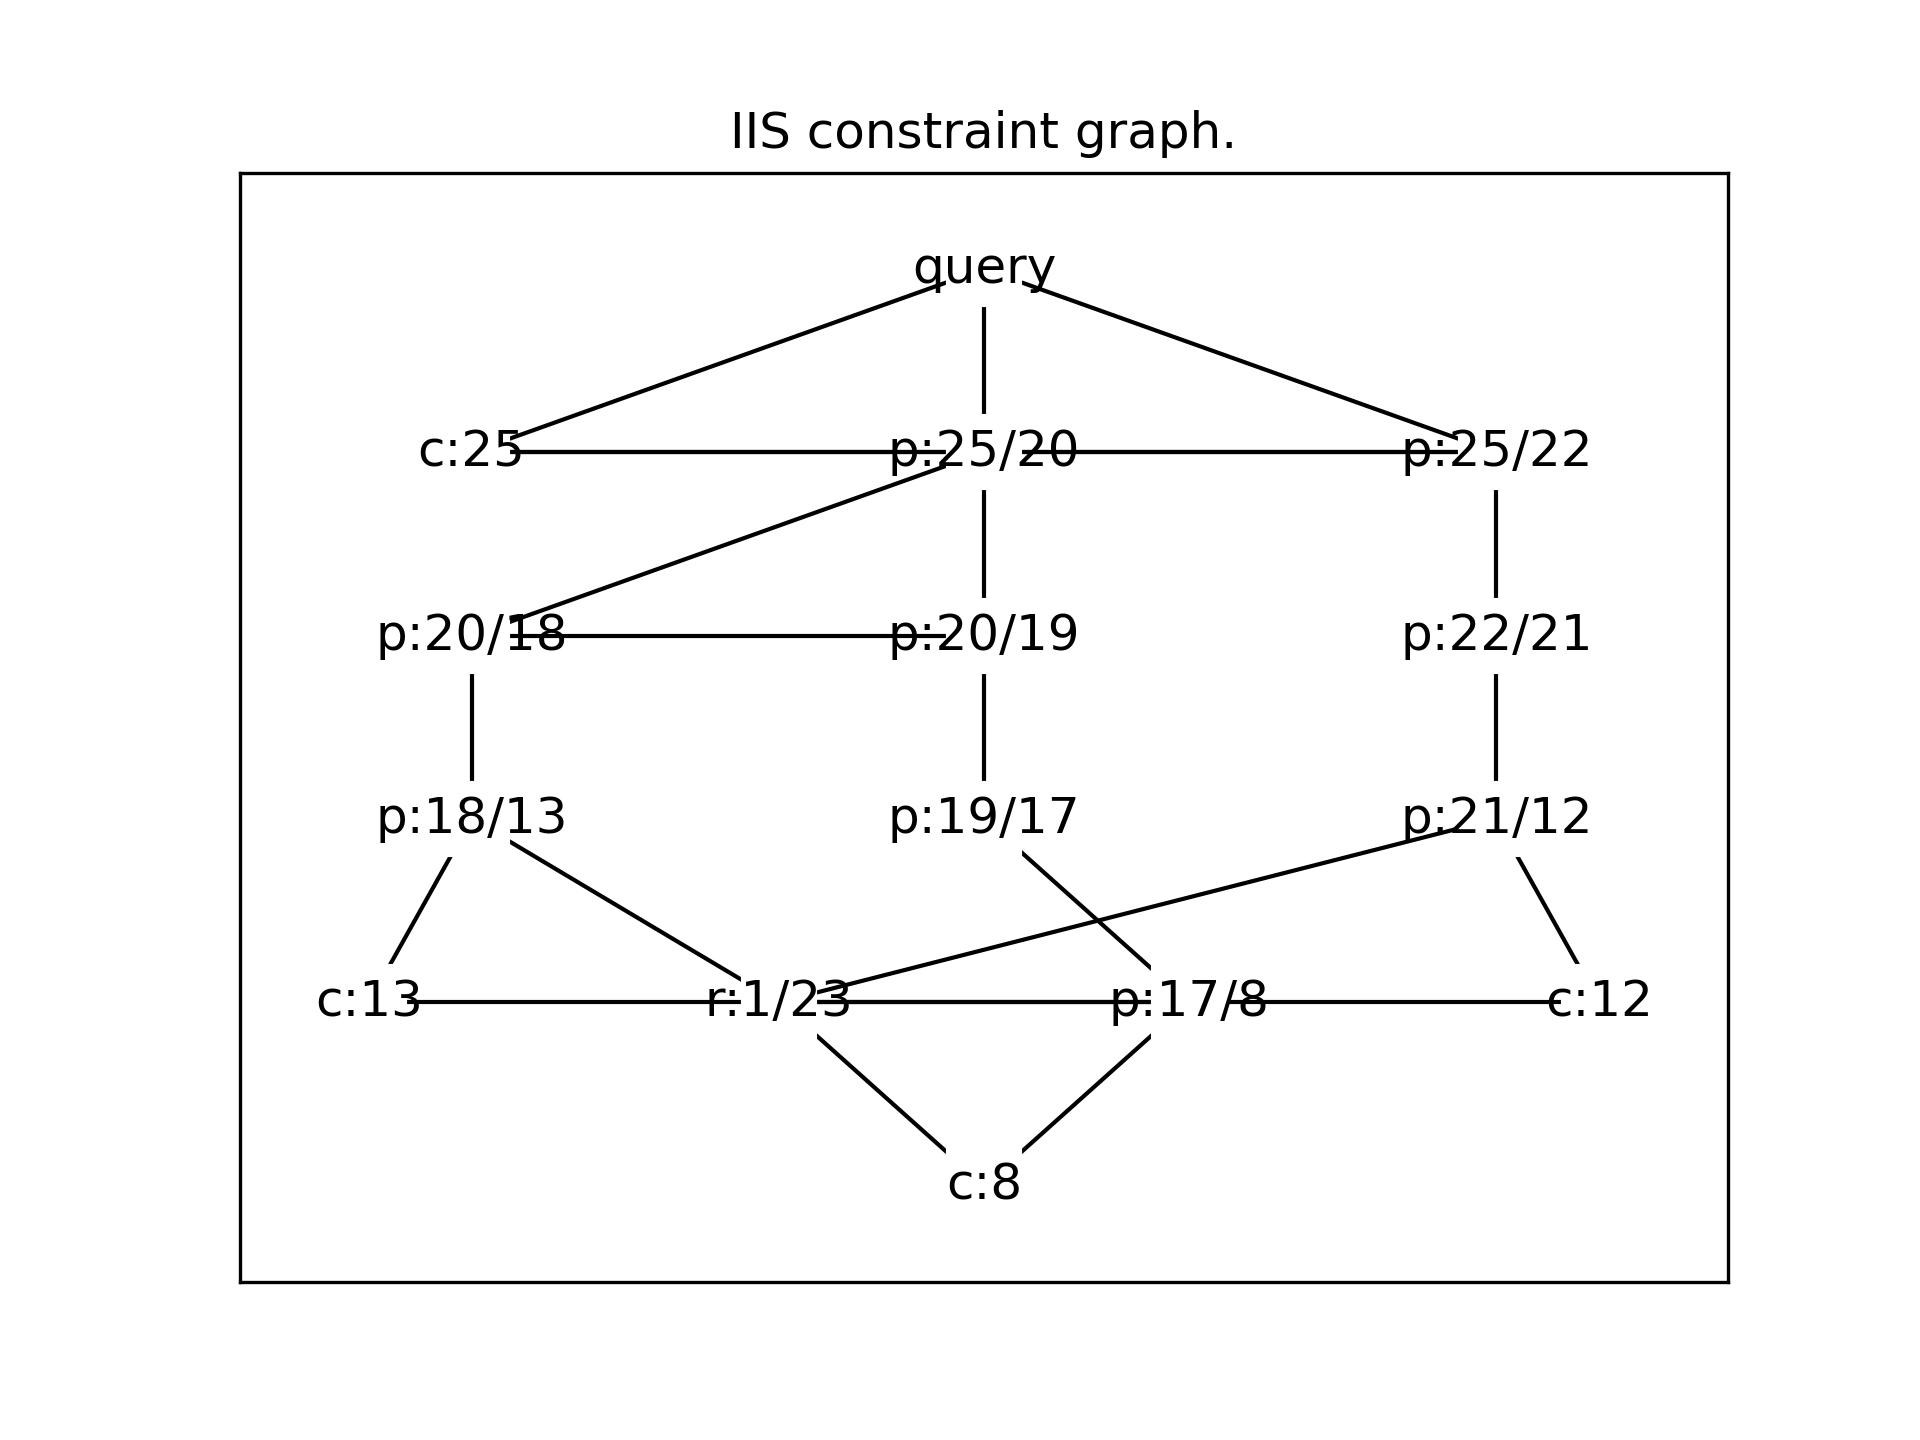 IIS constraint graph.
query
c:25 p:25/20 p:25/22
p:20/18 p:20/19 p:22/21
p:18/13 p:19/17 p:21/12
c:13 r:1/23 p:17/8 c:12
c:8